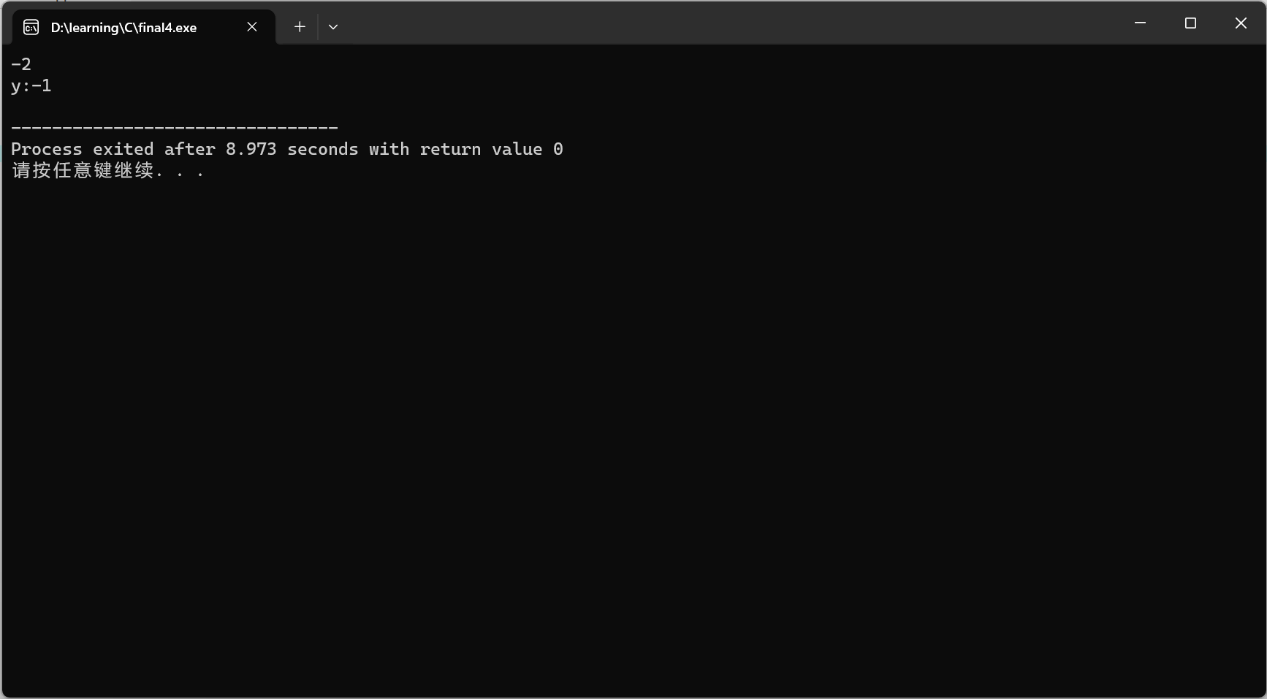 D:\learning\C\final4.exe
-2
y:-1
--------------------------------
Process exited after 8.973 seconds with return value 0
请按任意键继续. . .